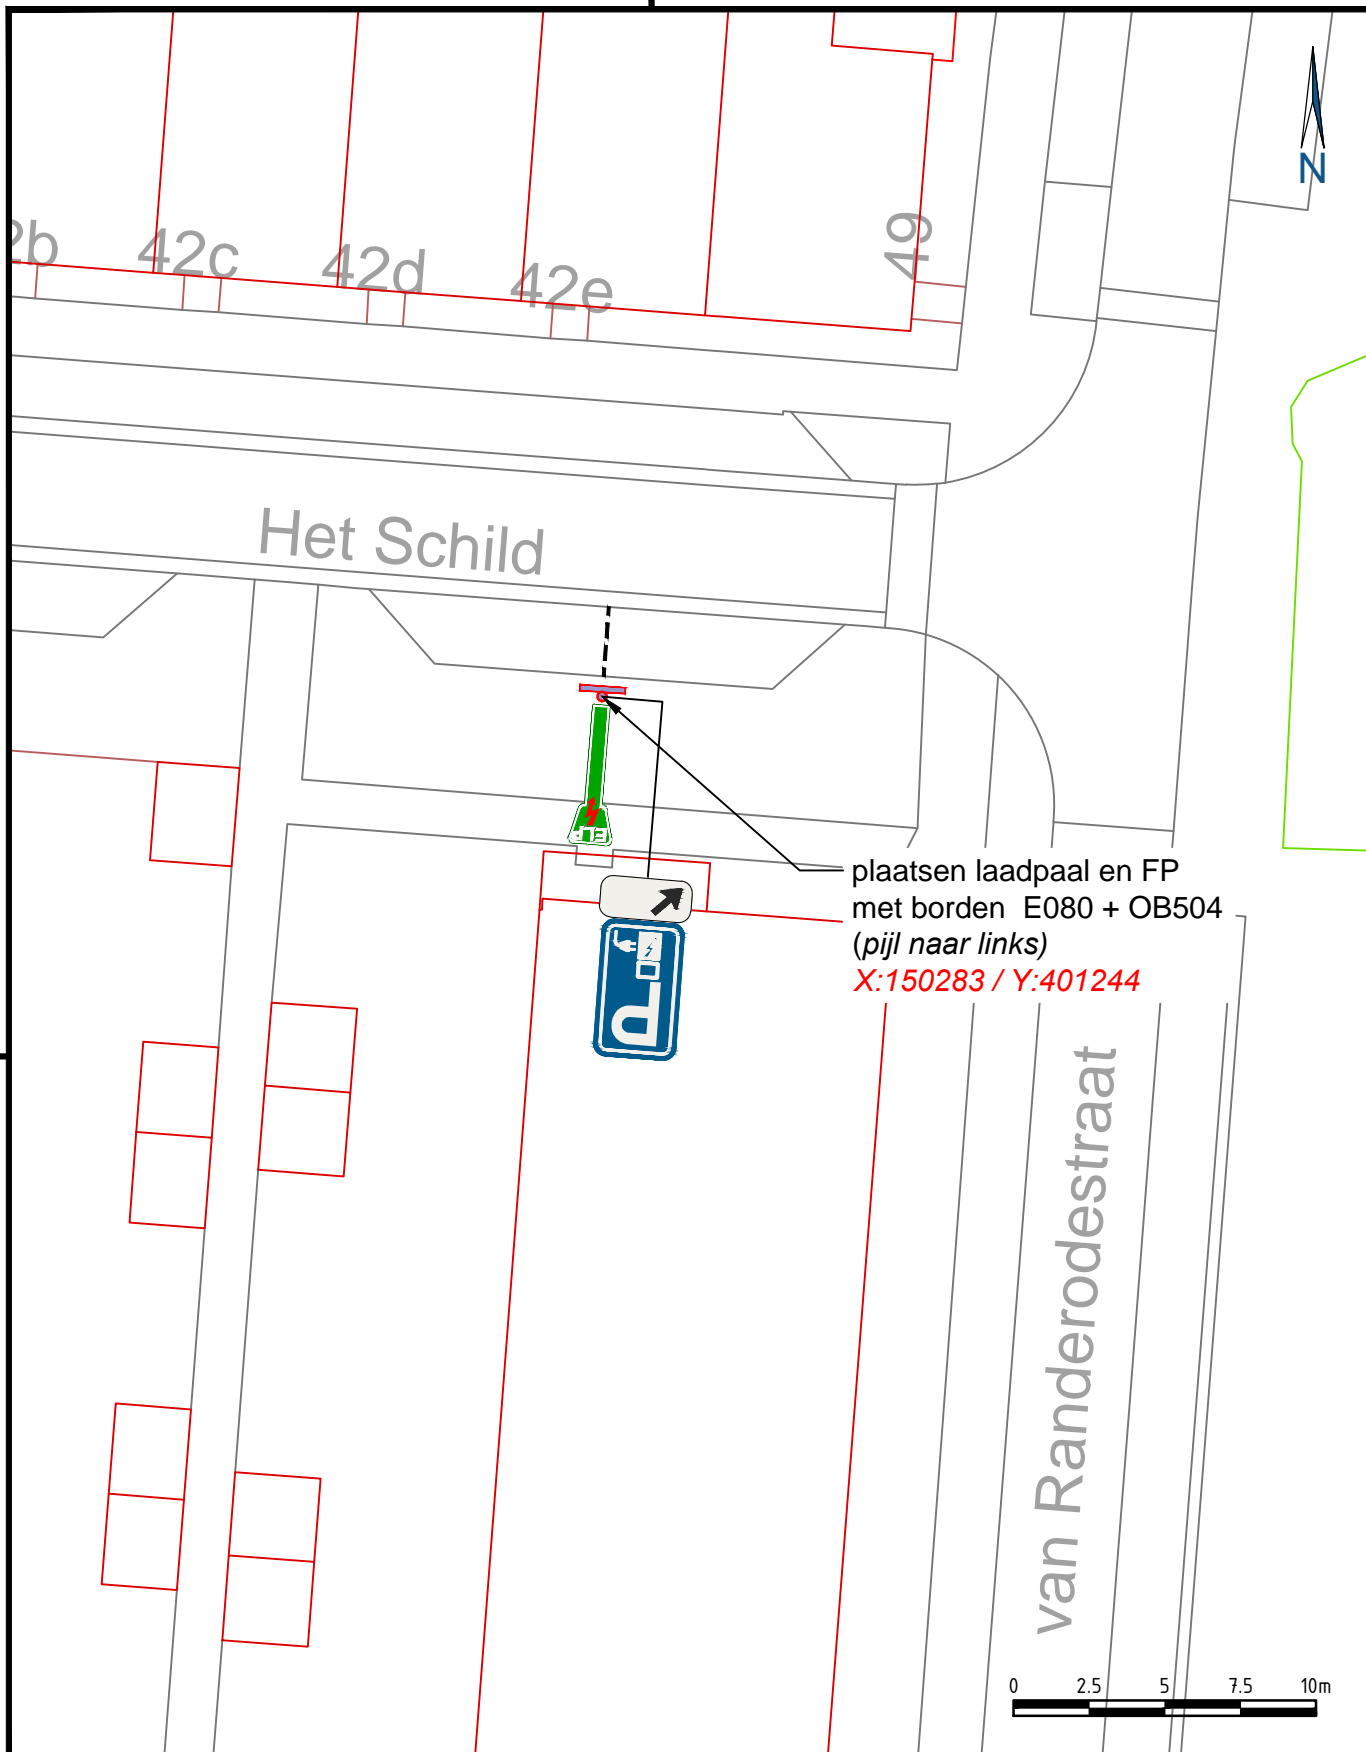 N
42c
42d
42e
49
Het Schild
ELP
plaatsen laadpaal en FP
met borden E080 + OB504
(pijl naar links)
X:150283 / Y:401244
P
van Randerodestraat
0 2.5 5 7.5 10m